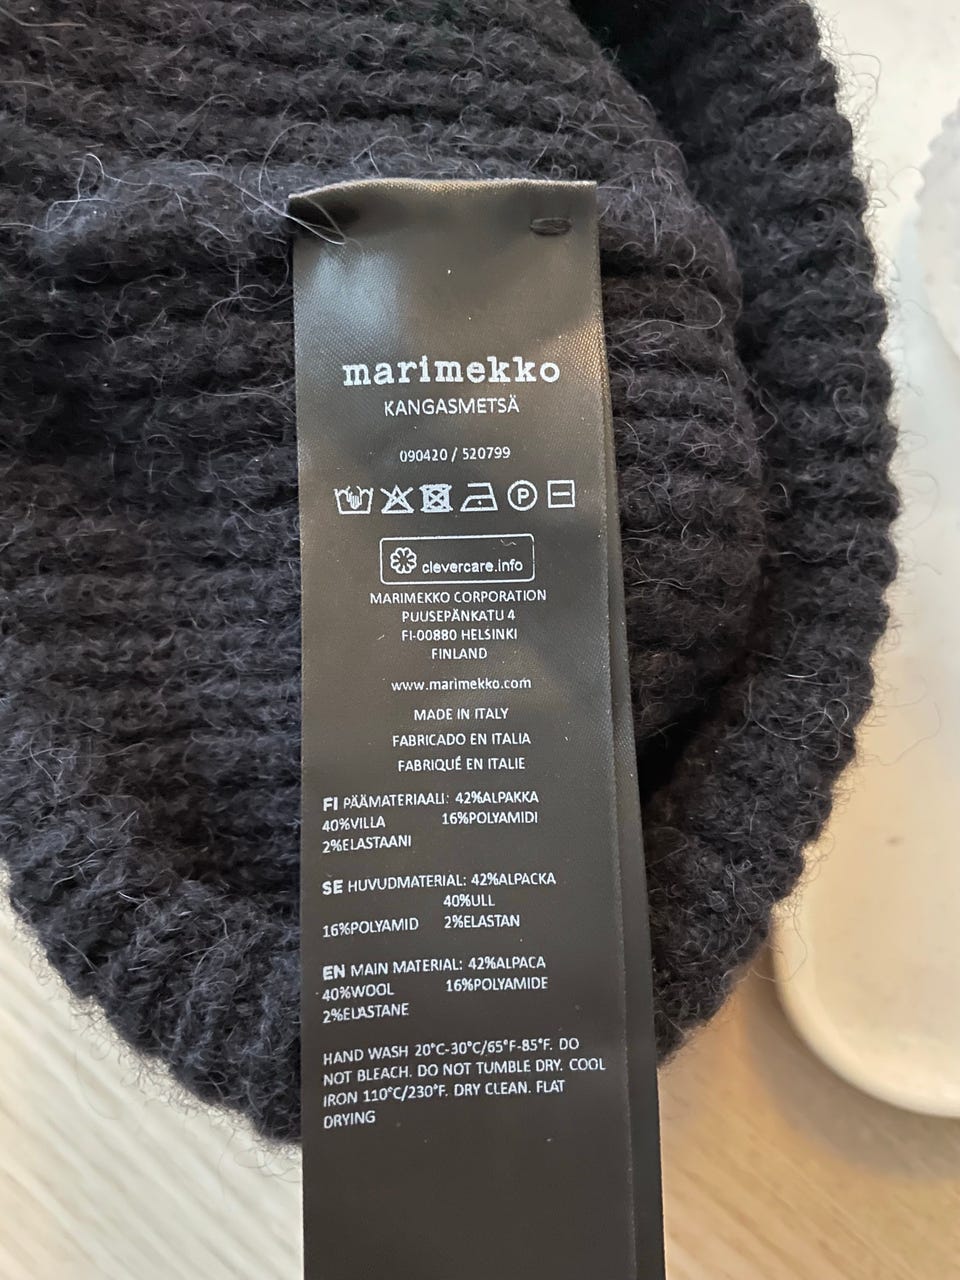 marimekko
KANGASMETSÄ
090420 / 520799
P
clevercare.info
MARIMEKKO CORPORATION
PUUSEPÄNKATU 4
FI-00880 HELSINKI
FINLAND
www.marimekko.com
MADE IN ITALY
FABRICADO EN ITALIA
FABRIQUÉ EN ITALIE
FI PÄÄMATERIAALI: 42%ALPAKKA
40%VILLA 16%POLYAMIDI
2%ELASTAANI
SE HUVUDMATERIAL: 42%ALPACKA
40%ULL
16%POLYAMID 2%ELASTAN
EN MAIN MATERIAL: 42%ALPACA
40%WOOL 16%POLYAMIDE
2%ELASTANE
HAND WASH 20°C-30°C/65°F-85°F. DO
NOT BLEACH. DO NOT TUMBLE DRY. COOL
IRON 110°C/230°F. DRY CLEAN. FLAT
DRYING